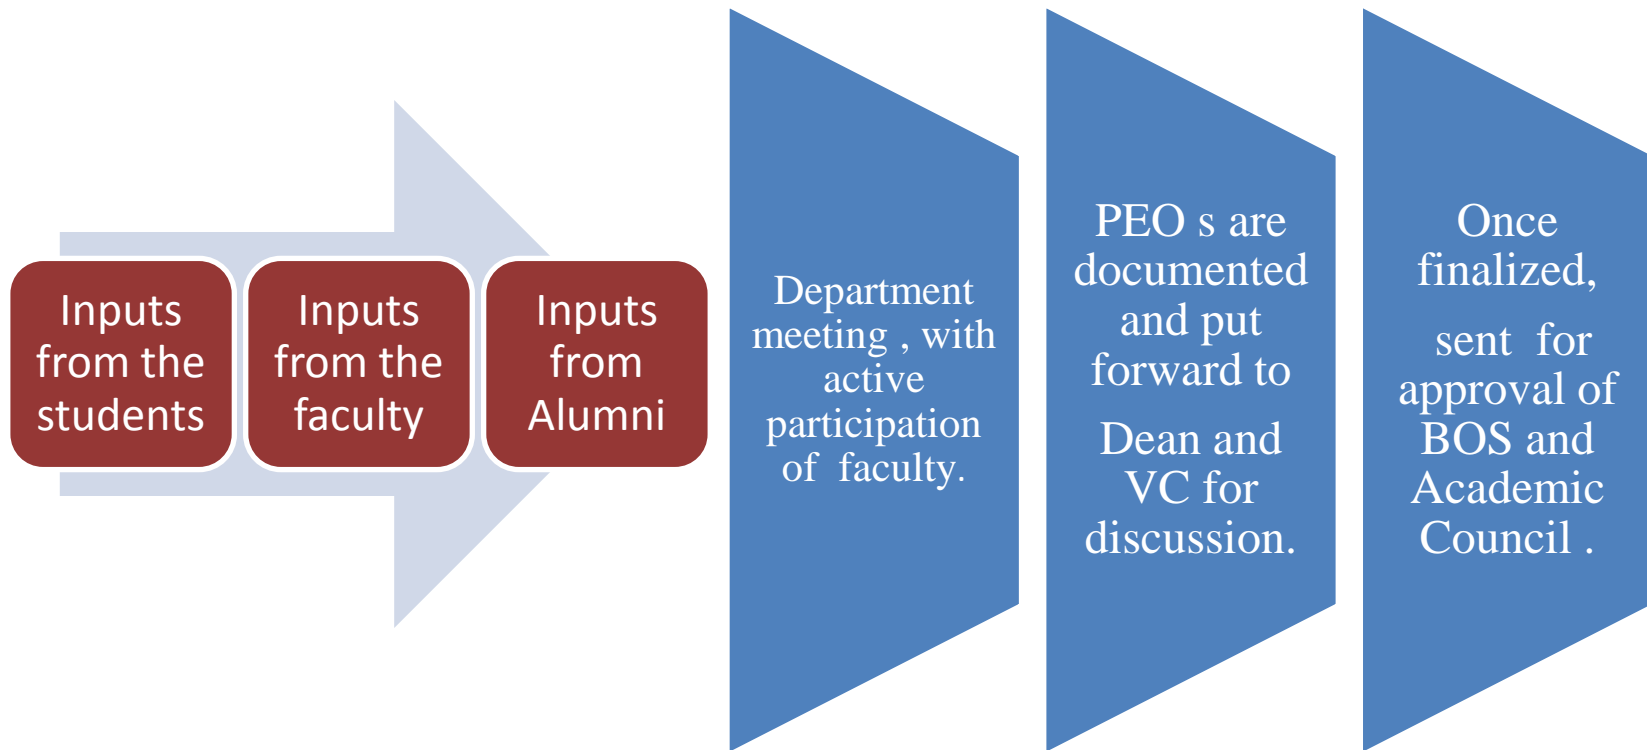 Inputs
from the
students
Inputs
from the
faculty
Inputs
from
Alumni
Department
meeting , with
active
participation
of faculty.
PEO s are
documented
and put
forward to
Dean and
VC for
discussion.
Once
finalized,
sent for
approval of
BOS and
Academic
Council .